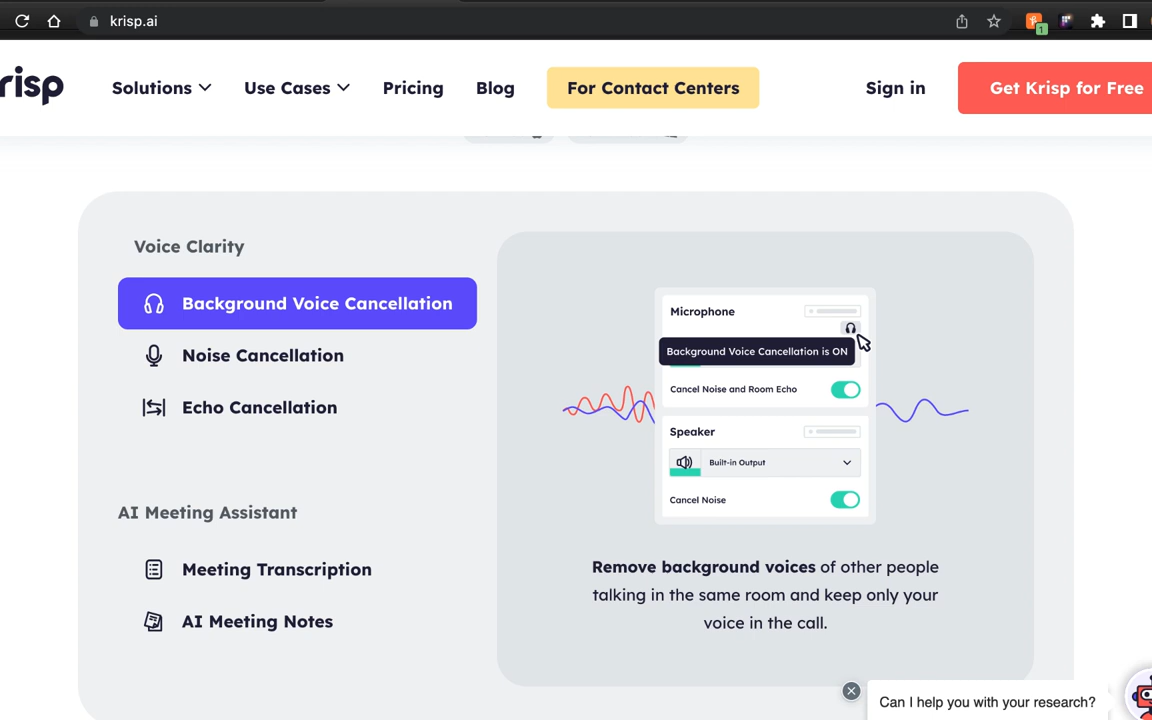 krisp.ai
1
risp
Solutions
Use Cases
Pricing
Blog
For Contact Centers
Sign in
Get Krisp for Free
Voice Clarity
Background Voice Cancellation
Noise Cancellation
Echo Cancellation
AI Meeting Assistant
Meeting Transcription
AI Meeting Notes
Microphone
Background Voice Cancellation is ON
Cancel Noise and Room Echo
Speaker
Built-in Output
Cancel Noise
Remove background voices of other people
talking in the same room and keep only your
voice in the call.
Can I help you with your research?